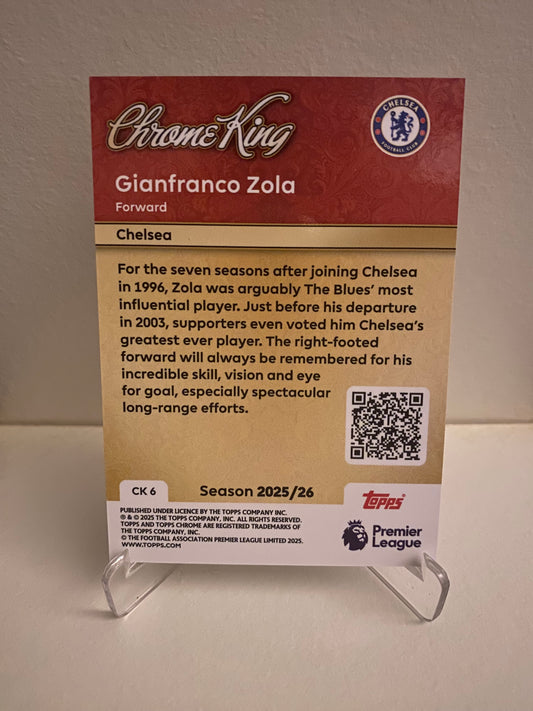 Chrome King
CHELSEA
FOOTBALL CLUB
Gianfranco Zola
Forward
Chelsea
For the seven seasons after joining Chelsea
in 1996, Zola was arguably The Blues' most
influential player. Just before his departure
in 2003, supporters even voted him Chelsea's
greatest ever player. The right-footed
forward will always be remembered for his
incredible skill, vision and eye
for goal, especially spectacular
long-range efforts.
CK 6
Season 2025/26
topps
PUBLISHED UNDER LICENCE BY THE TOPPS COMPANY INC.
® & © 2025 THE TOPPS COMPANY, INC. ALL RIGHTS RESERVED.
TOPPS AND TOPPS CHROME ARE REGISTERED TRADEMARKS OF
THE TOPPS COMPANY, INC.
© THE FOOTBALL ASSOCIATION PREMIER LEAGUE LIMITED 2025.
WWW.TOPPS.COM
Premier
League